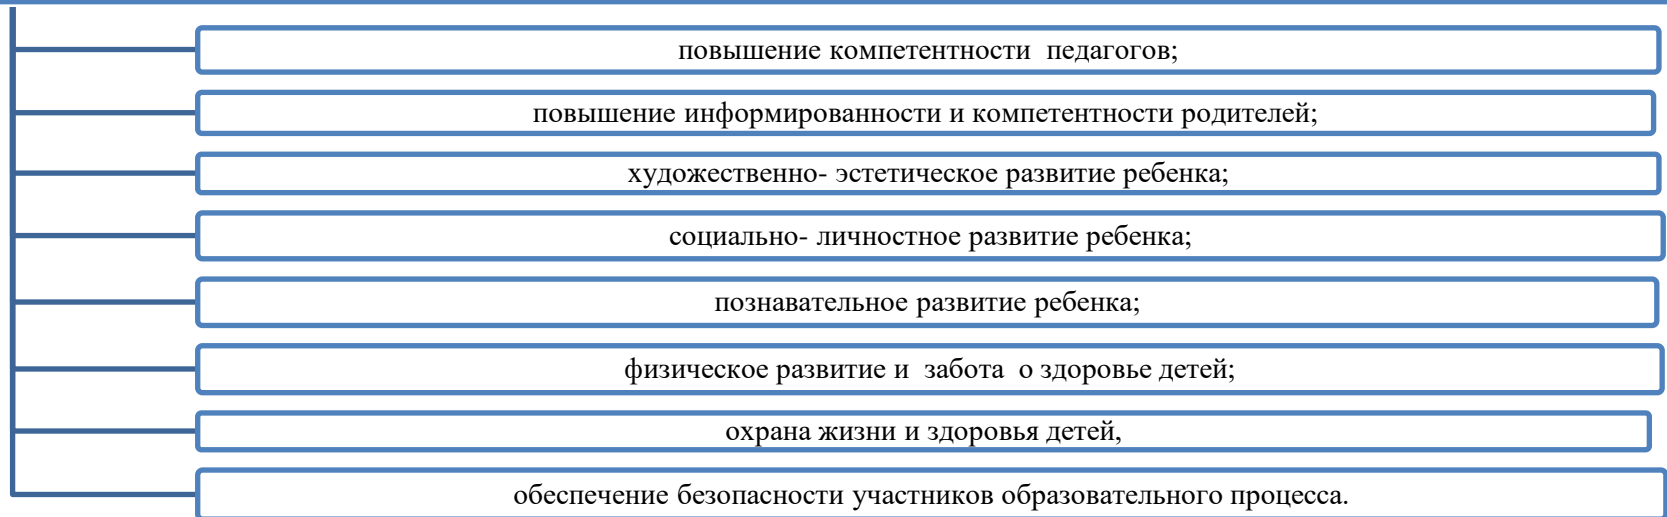 повышение компетентности  педагогов;
повышение информированности и компетентности родителей;
художественно- эстетическое развитие ребенка;
социально- личностное развитие ребенка;
познавательное развитие ребенка;
физическое развитие и  забота  о здоровье детей;
охрана жизни и здоровья детей,
обеспечение безопасности участников образовательного процесса.